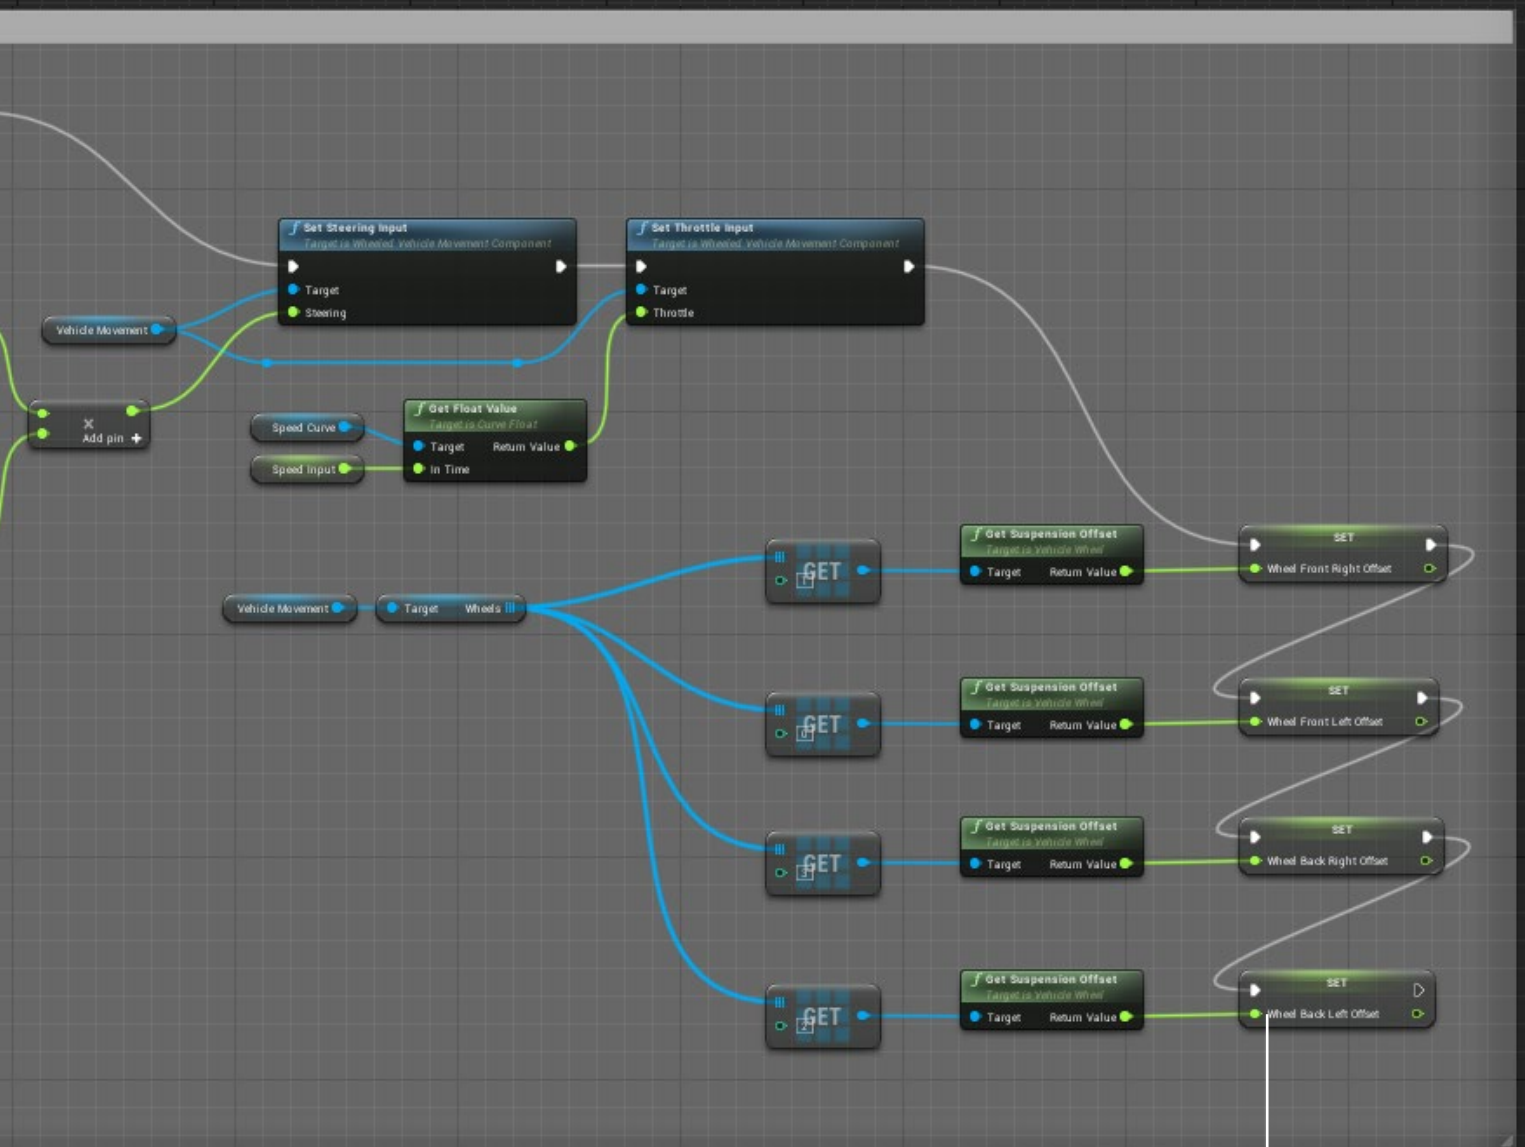 Set Steering Input
Target is Wheeled Vehicle Movement Component
Target
Steering
Set Throttle Input
Target is Wheeled Vehicle Movement Component
Target
Throttle
Vehicle Movement
Add pin
Speed Curve
Speed Input
Get Float Value
Target is Curve Float
Target Return Value
In Time
Vehicle Movement
Target Wheels
GET
1
Get Suspension Offset
Target is Vehicle Wheel
Target Return Value
SET
Wheel Front Right Offset
GET
0
Get Suspension Offset
Target is Vehicle Wheel
Target Return Value
SET
Wheel Front Left Offset
GET
3
Get Suspension Offset
Target is Vehicle Wheel
Target Return Value
SET
Wheel Back Right Offset
GET
2
Get Suspension Offset
Target is Vehicle Wheel
Target Return Value
SET
Wheel Back Left Offset